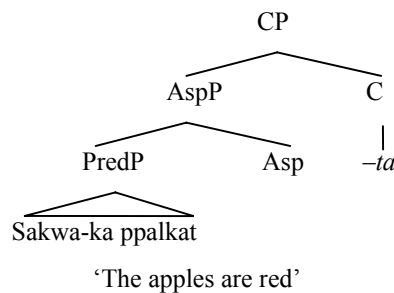 CP
AspP C
PredP Asp –ta
Sakwa-ka ppalkat
‘The apples are red’